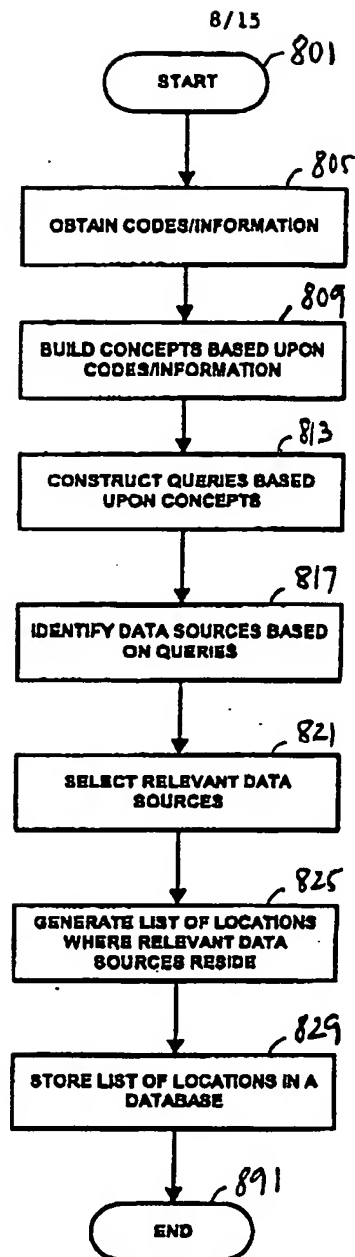 8/15
801
START
805
OBTAIN CODES/INFORMATION
809
BUILD CONCEPTS BASED UPON
CODES/INFORMATION
813
CONSTRUCT QUERIES BASED
UPON CONCEPTS
817
IDENTIFY DATA SOURCES BASED
ON QUERIES
821
SELECT RELEVANT DATA
SOURCES
825
GENERATE LIST OF LOCATIONS
WHERE RELEVANT DATA
SOURCES RESIDE
829
STORE LIST OF LOCATIONS IN A
DATABASE
891
END